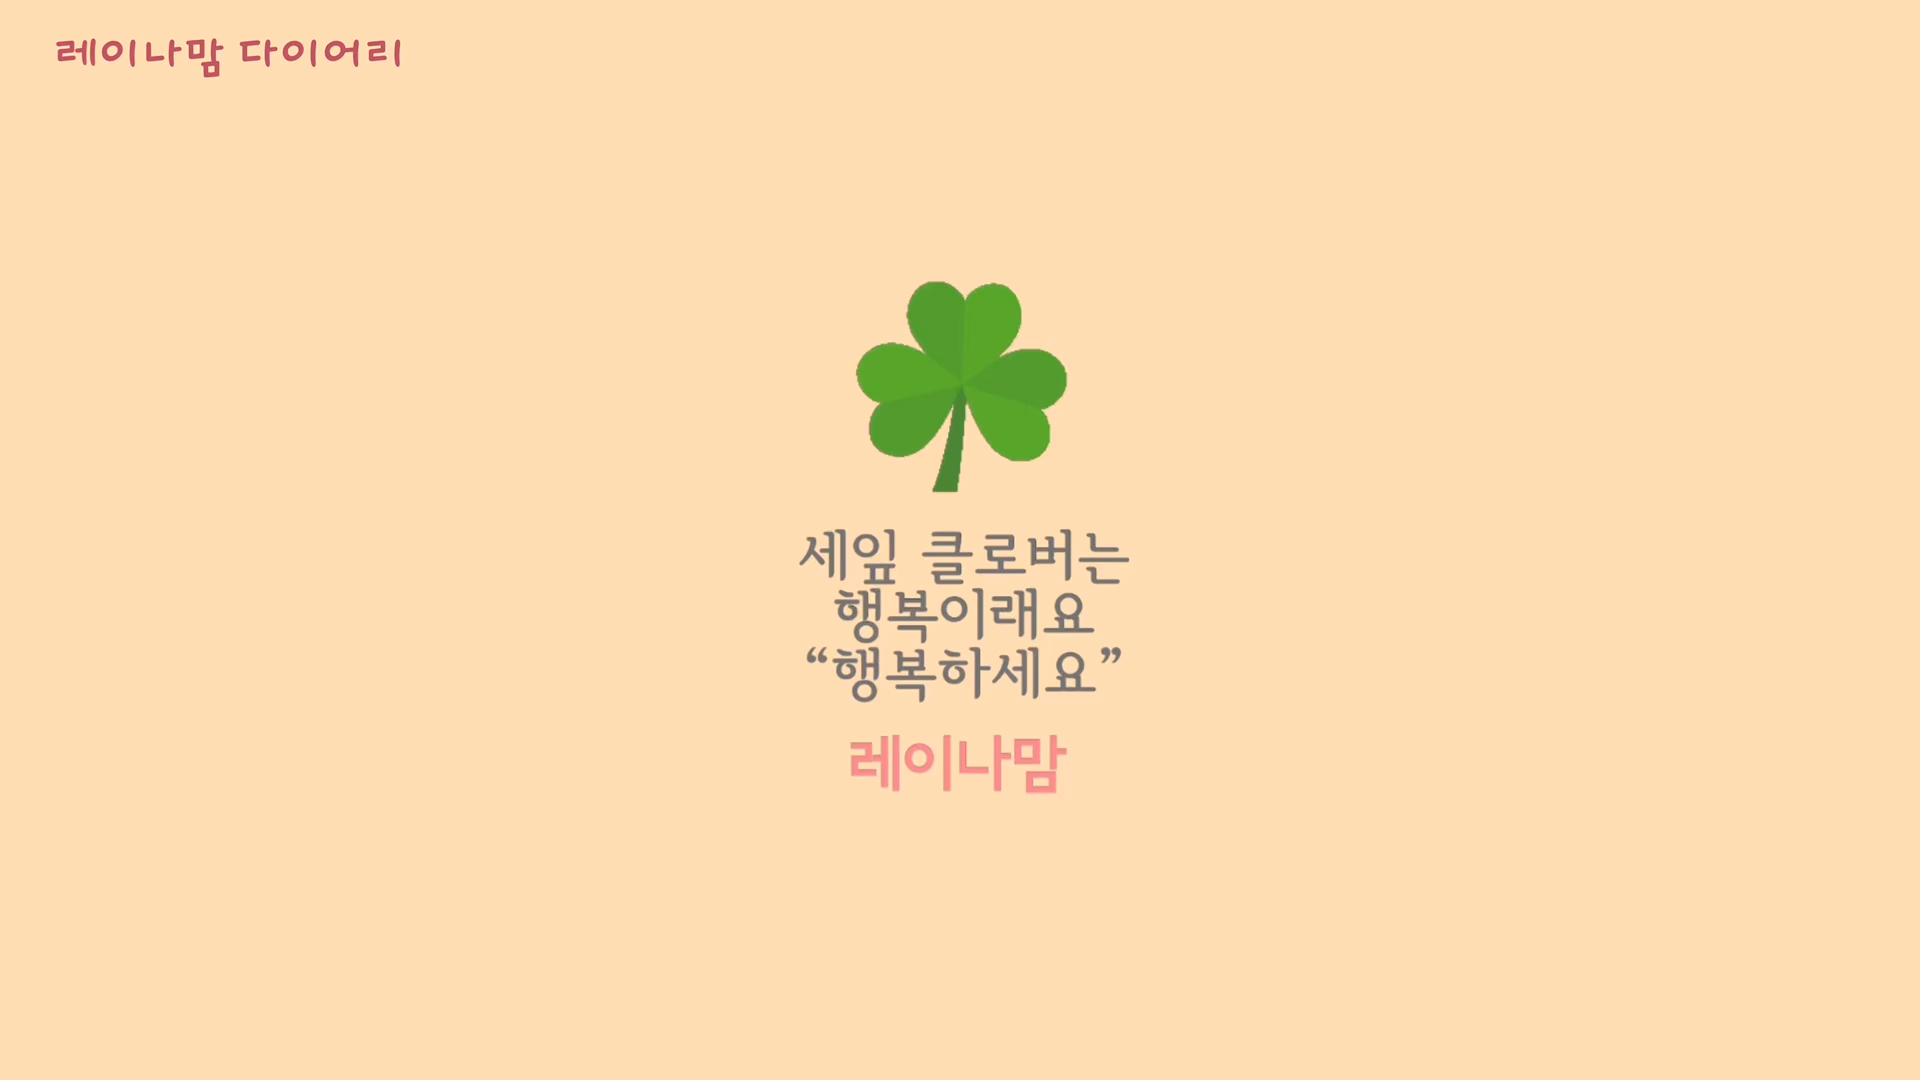 레이나맘 다이어리
세잎 클로버는
행복이래요
“행복하세요”
레이나맘